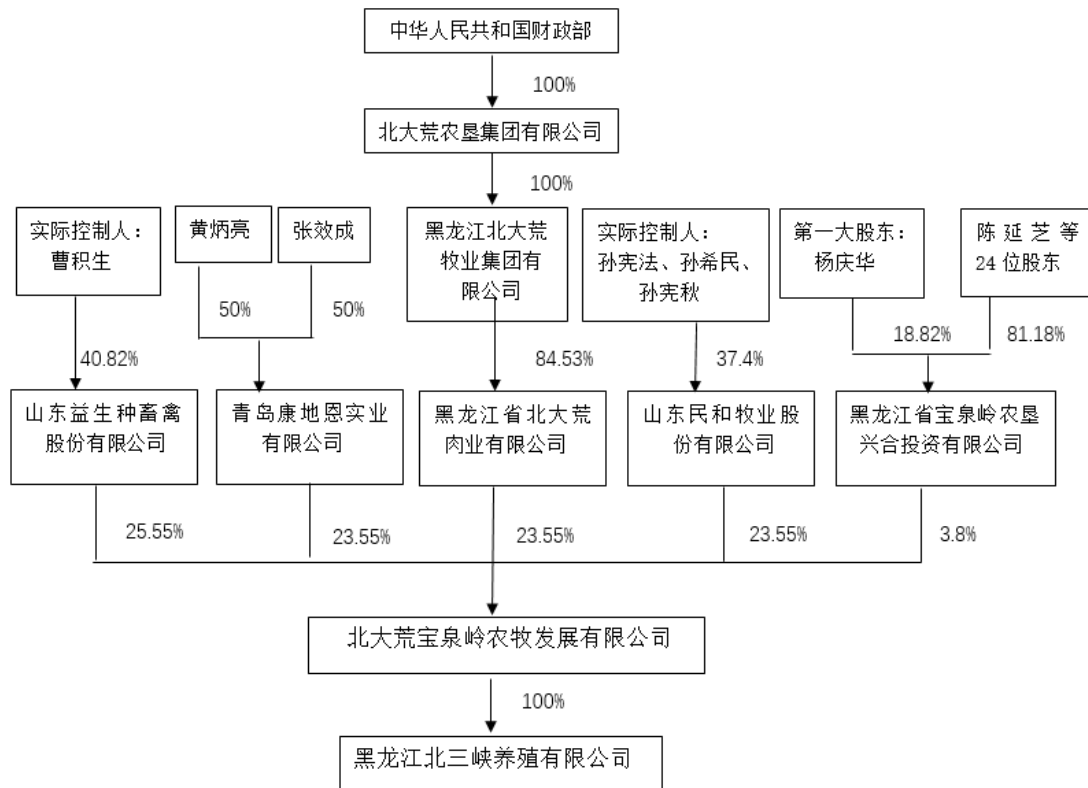 中华人民共和国财政部
100%
北大荒农垦集团有限公司
100%
实际控制人：
曹积生
黄炳亮
张效成
黑龙江北大荒
牧业集团有
限公司
实际控制人：
孙宪法、孙希民、
孙宪秋
第一大股东：
杨庆华
陈延芝等
24位股东
50%
50%
40.82%
84.53%
37.4%
18.82%
81.18%
山东益生种畜禽
股份有限公司
青岛康地恩实业
有限公司
黑龙江省北大荒
肉业有限公司
山东民和牧业股
份有限公司
黑龙江省宝泉岭农垦
兴合投资有限公司
25.55%
23.55%
23.55%
23.55%
3.8%
北大荒宝泉岭农牧发展有限公司
100%
黑龙江北三峡养殖有限公司